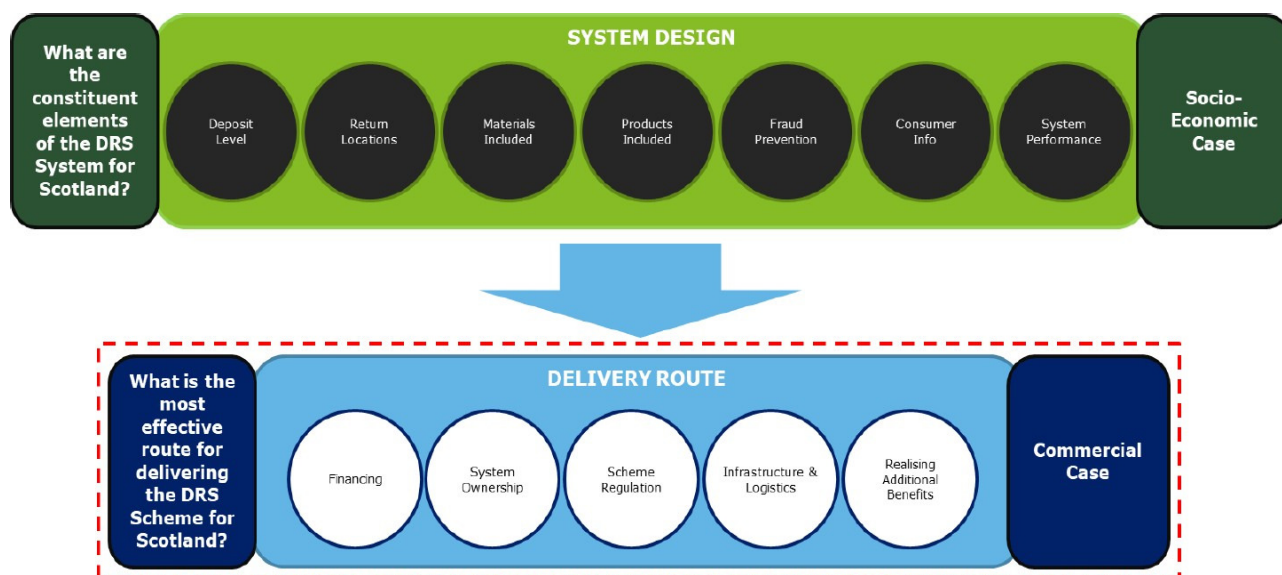 What are
the
constituent
elements
of the DRS
System for
Scotland?
SYSTEM DESIGN
Deposit
Level
Return
Locations
Materials
Included
Products
Included
Fraud
Prevention
Consumer
Info
System
Performance
Socio-
Economic
Case
What is the
most
effective
route for
delivering
the DRS
Scheme for
Scotland?
DELIVERY ROUTE
Financing
System
Ownership
Scheme
Regulation
Infrastructure &
Logistics
Realising
Additional
Benefits
Commercial
Case